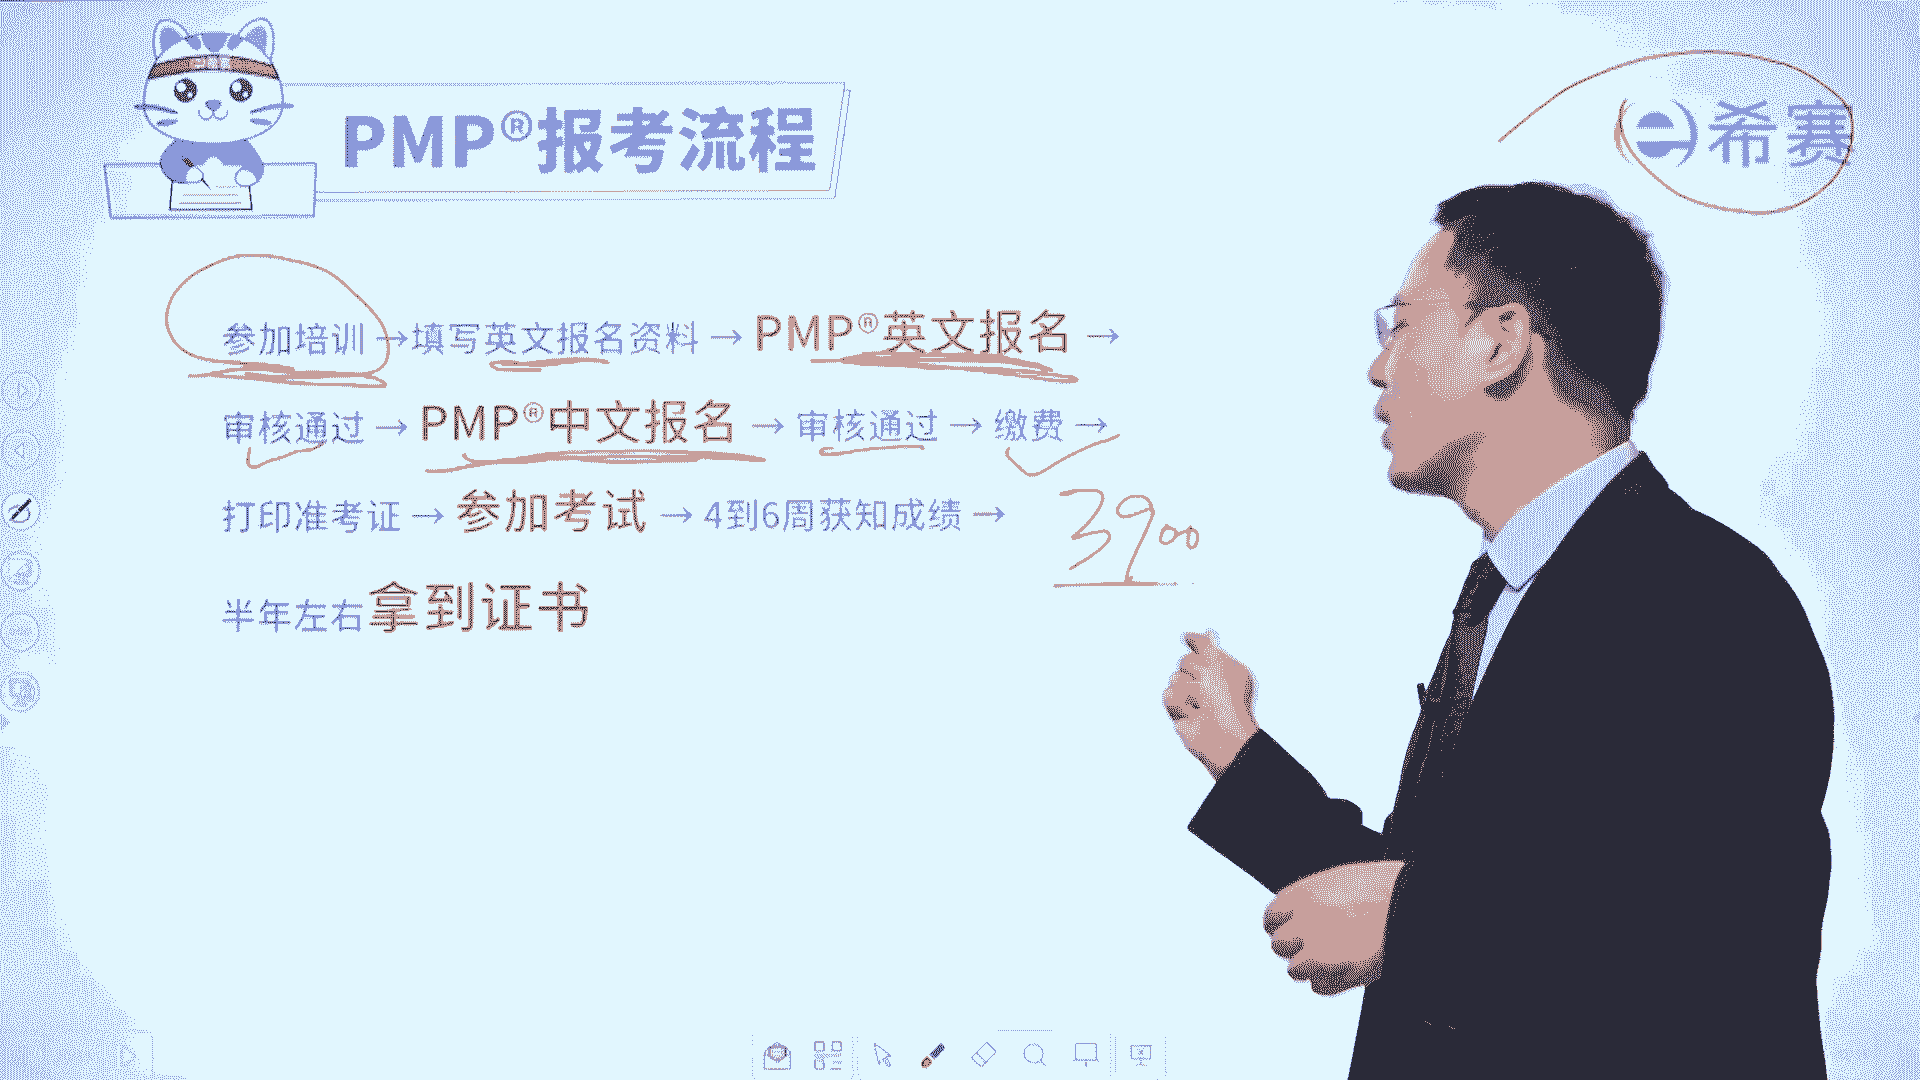 PMP®报考流程
希赛
参加培训→填写英文报名资料→PMP®英文报名→
审核通过→PMP®中文报名→审核通过→缴费→
打印准考证→参加考试→4到6周获知成绩→
3900
半年左右拿到证书